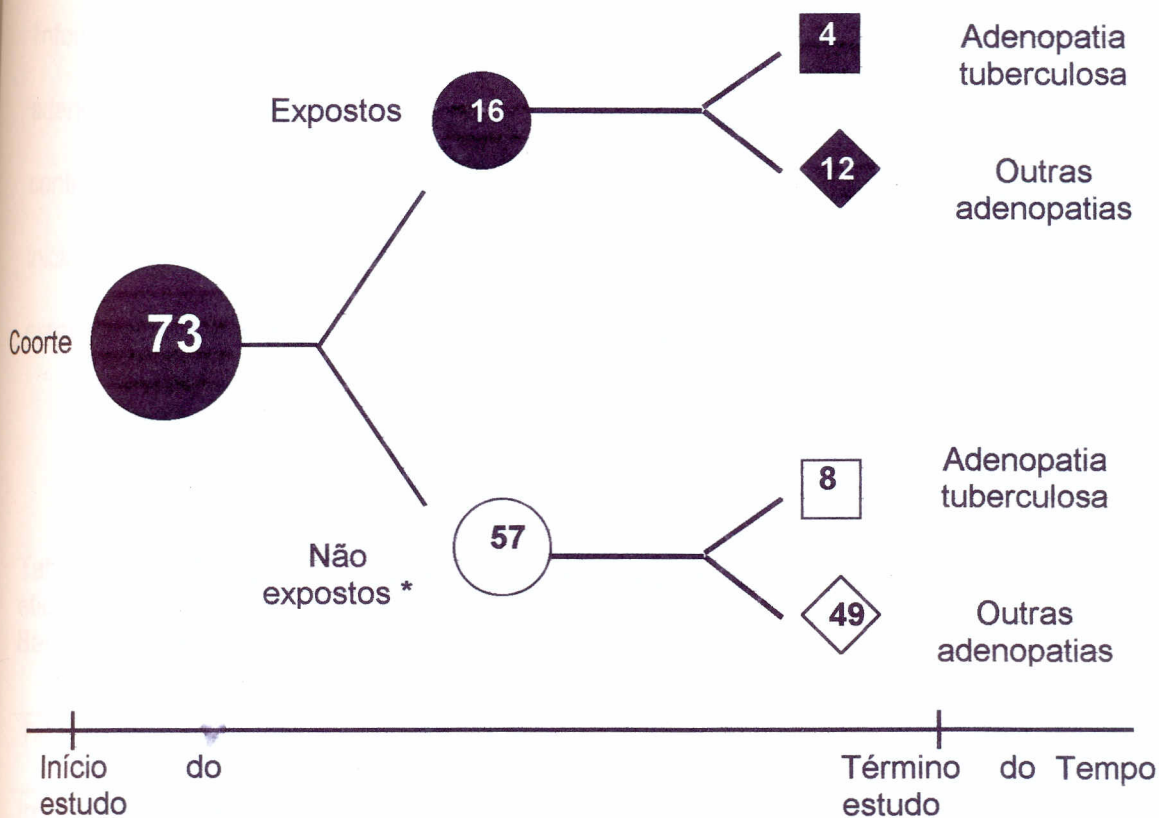 4
Adenopatia
tuberculosa
Expostos
16
12
Outras
adenopatias
Coorte
73
Adenopatia
tuberculosa
8
Não
expostos *
57
49
Outras
adenopatias
Início do
estudo
Término do Tempo
estudo